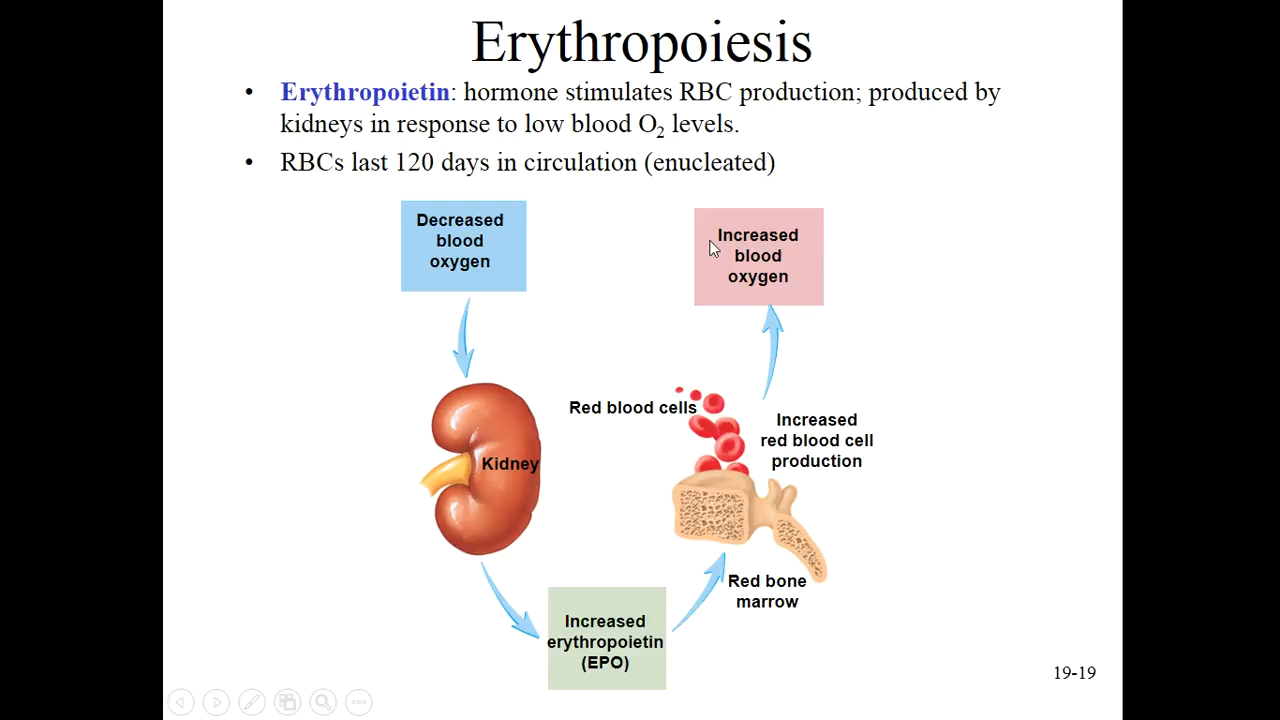 Erythropoiesis
• Erythropoietin: hormone stimulates RBC production; produced by
kidneys in response to low blood O₂ levels.
• RBCs last 120 days in circulation (enucleated)
Decreased
blood
oxygen
Increased
blood
oxygen
Red blood cells
Increased
red blood cell
production
Kidney
Red bone
marrow
Increased
erythropoietin
(EPO)
19-19